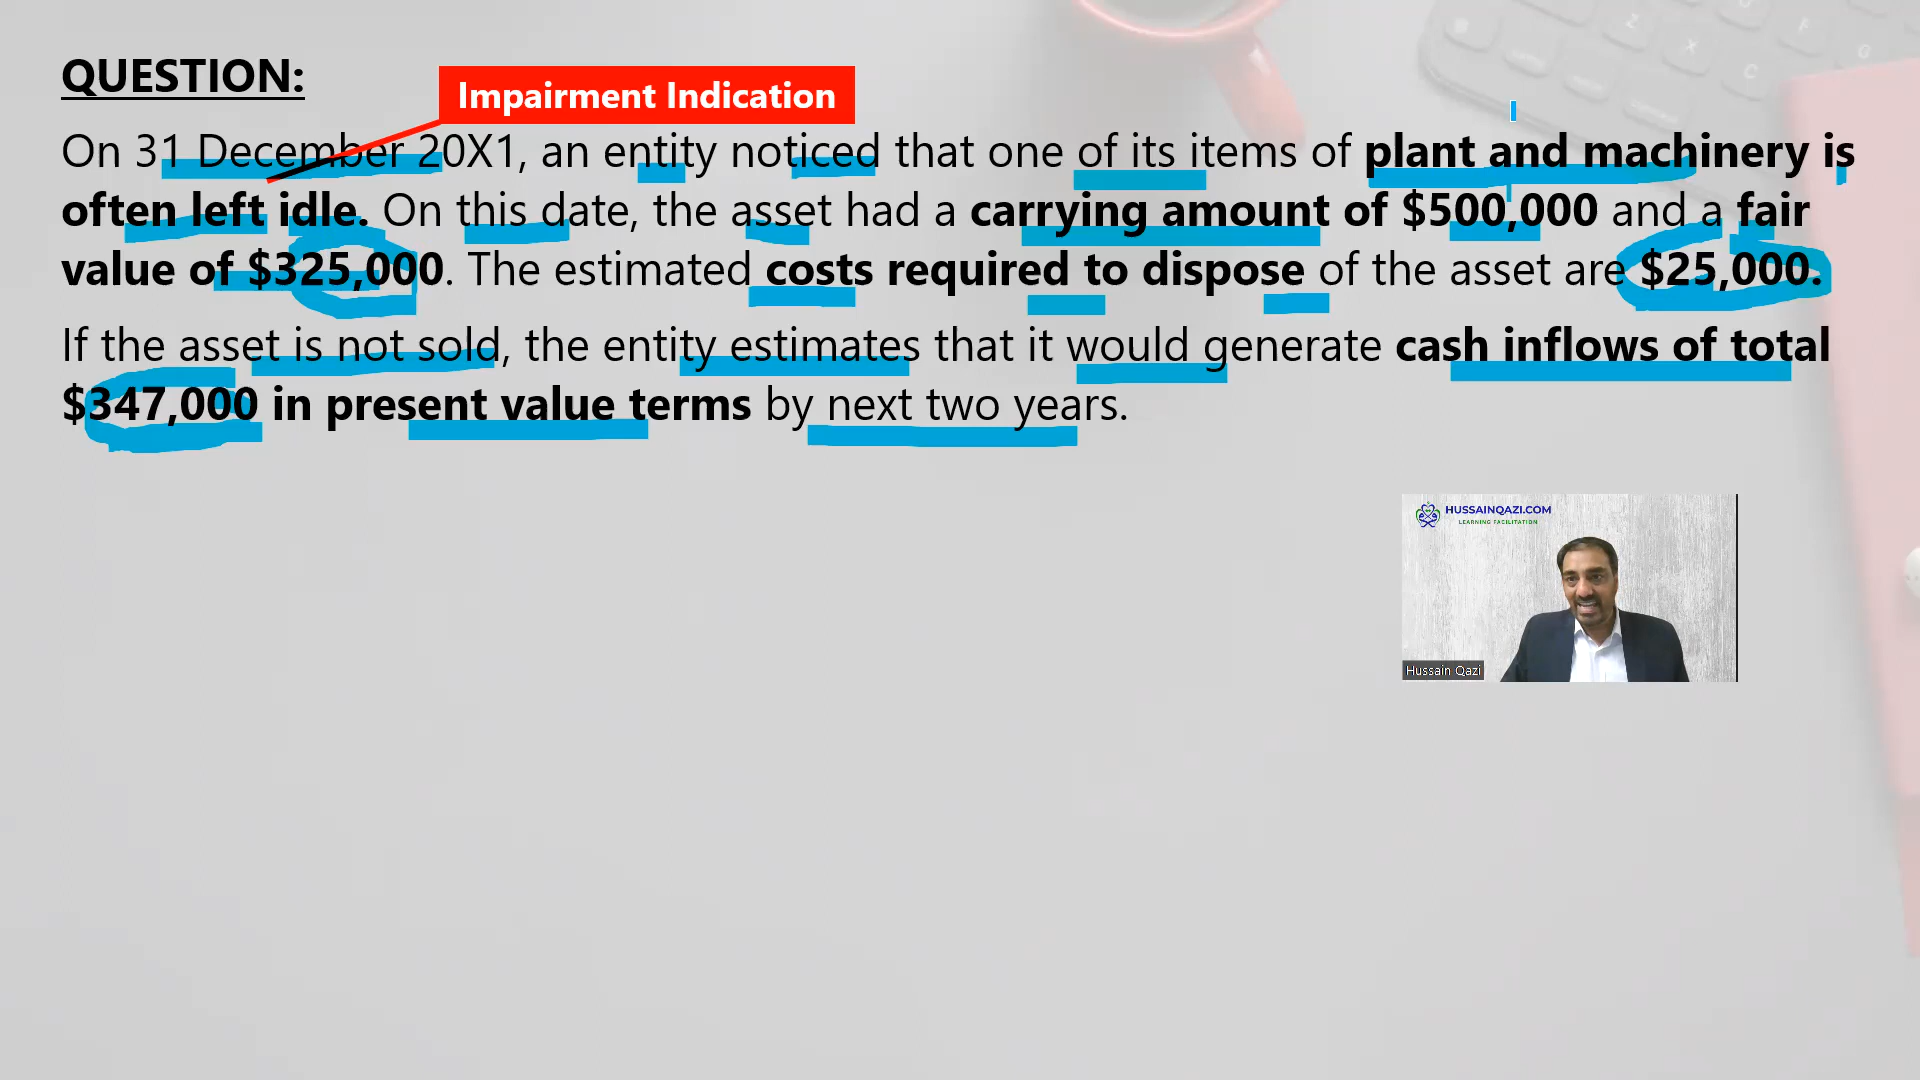 QUESTION:
Impairment Indication
On 31 December 20X1, an entity noticed that one of its items of plant and machinery is
often left idle. On this date, the asset had a carrying amount of $500,000 and a fair
value of $325,000. The estimated costs required to dispose of the asset are $25,000.
If the asset is not sold, the entity estimates that it would generate cash inflows of total
$347,000 in present value terms by next two years.
HUSSAINQAZI.COM
LEARNING FACILITATION
Hussain Qazi